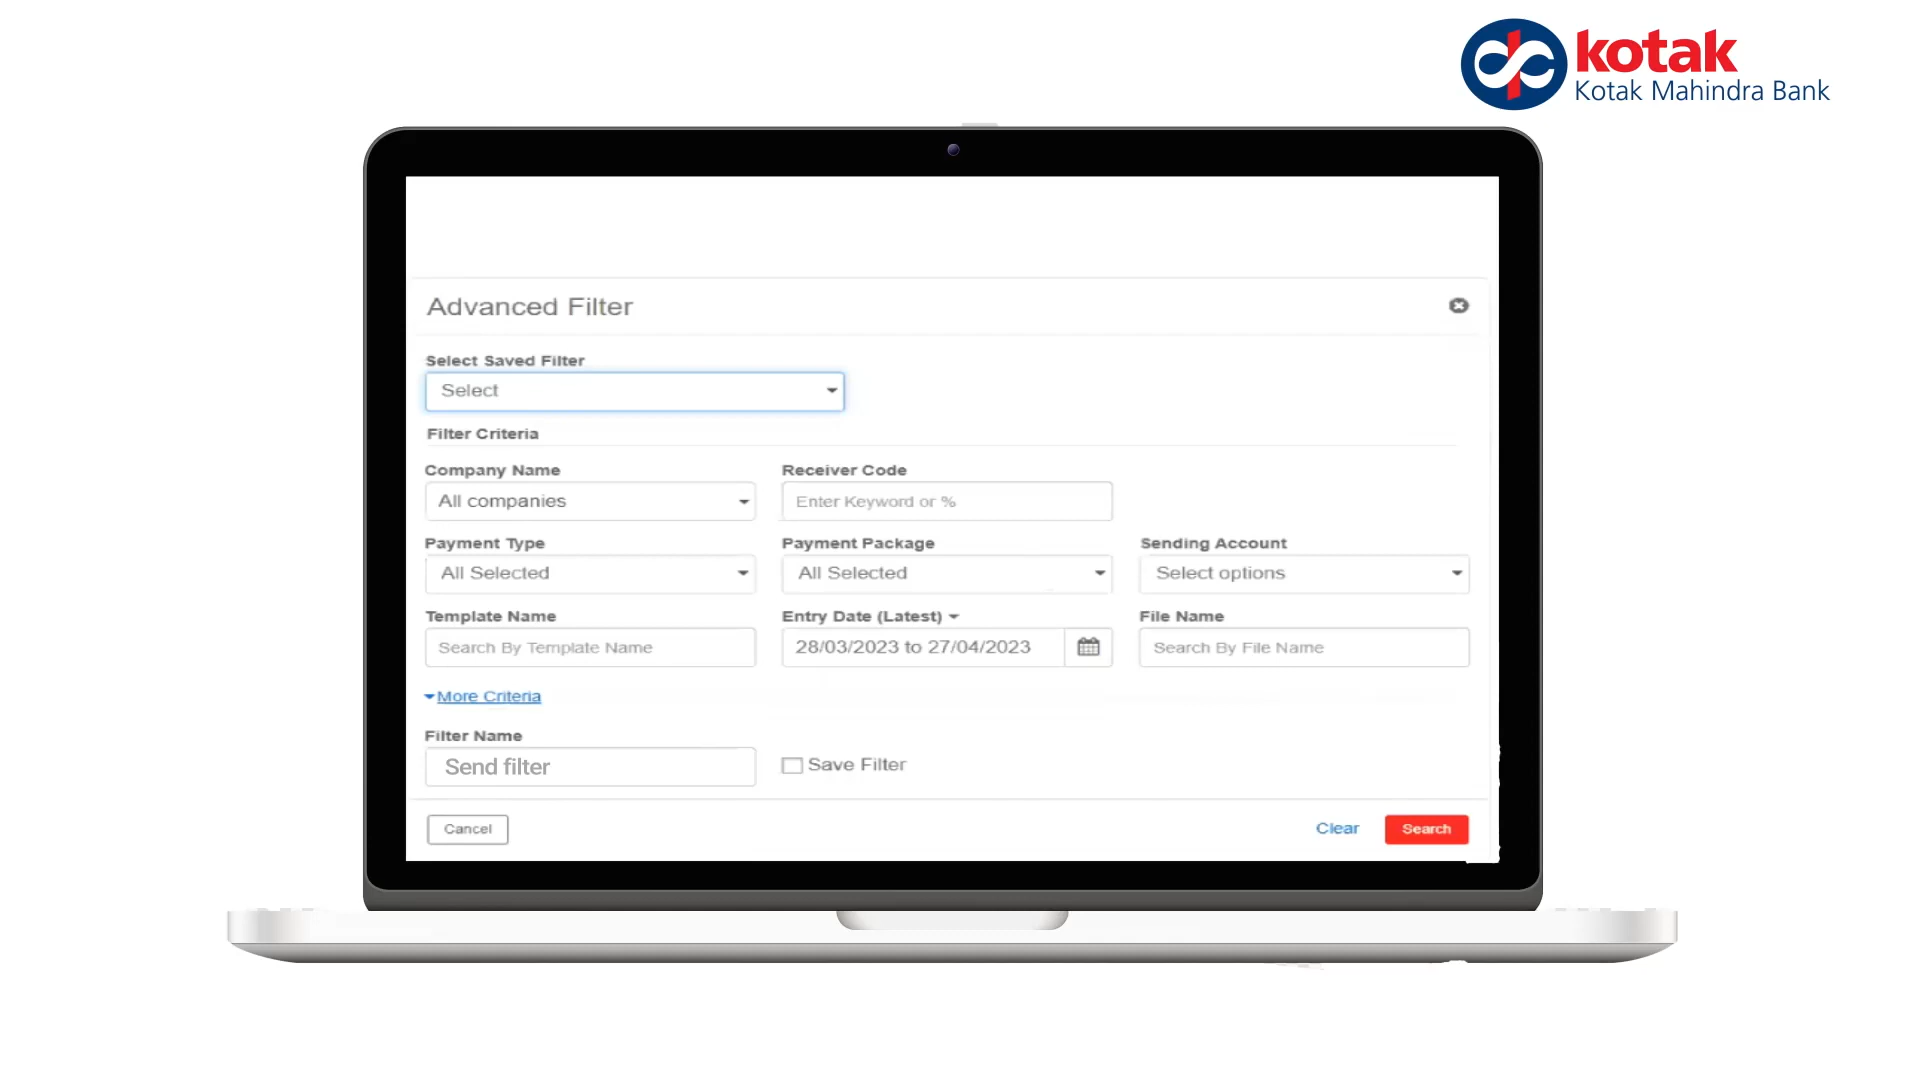 kotak
Kotak Mahindra Bank
Advanced Filter
Select Saved Filter
Select
Filter Criteria
Company Name
Receiver Code
All companies
Enter Keyword or %
Payment Type
Payment Package
Sending Account
All Selected
All Selected
Select options
Template Name
Entry Date (Latest)
File Name
Search By Template Name
28/03/2023 to 27/04/2023
Search By File Name
More Criteria
Filter Name
Send filter
Save Filter
Cancel
Clear
Search